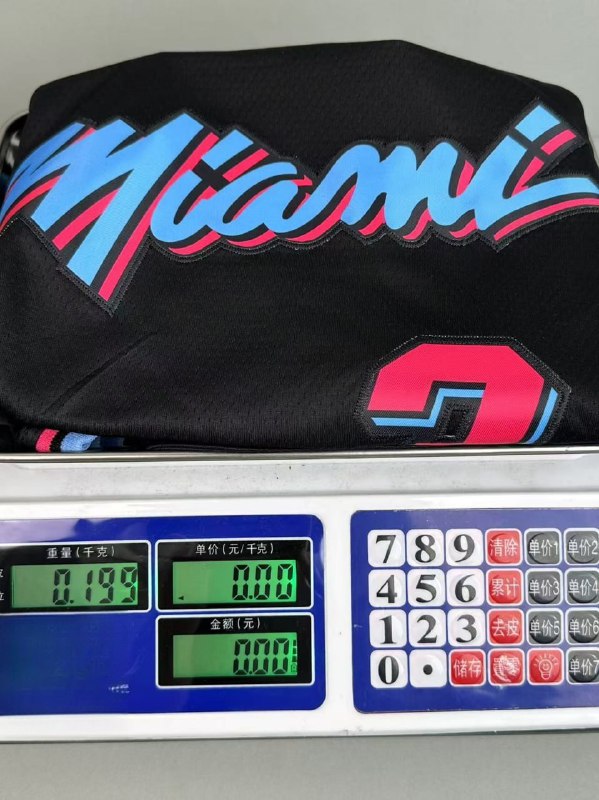 Miami
重量(千克)
单价(元/千克)
0.199
0.00
金额(元)
0.00
7 8 9 清除 单价1 单价2
4 5 6 累计 单价3 单价4
1 2 3 去皮 单价5 单价6
0 . 储存 单价7